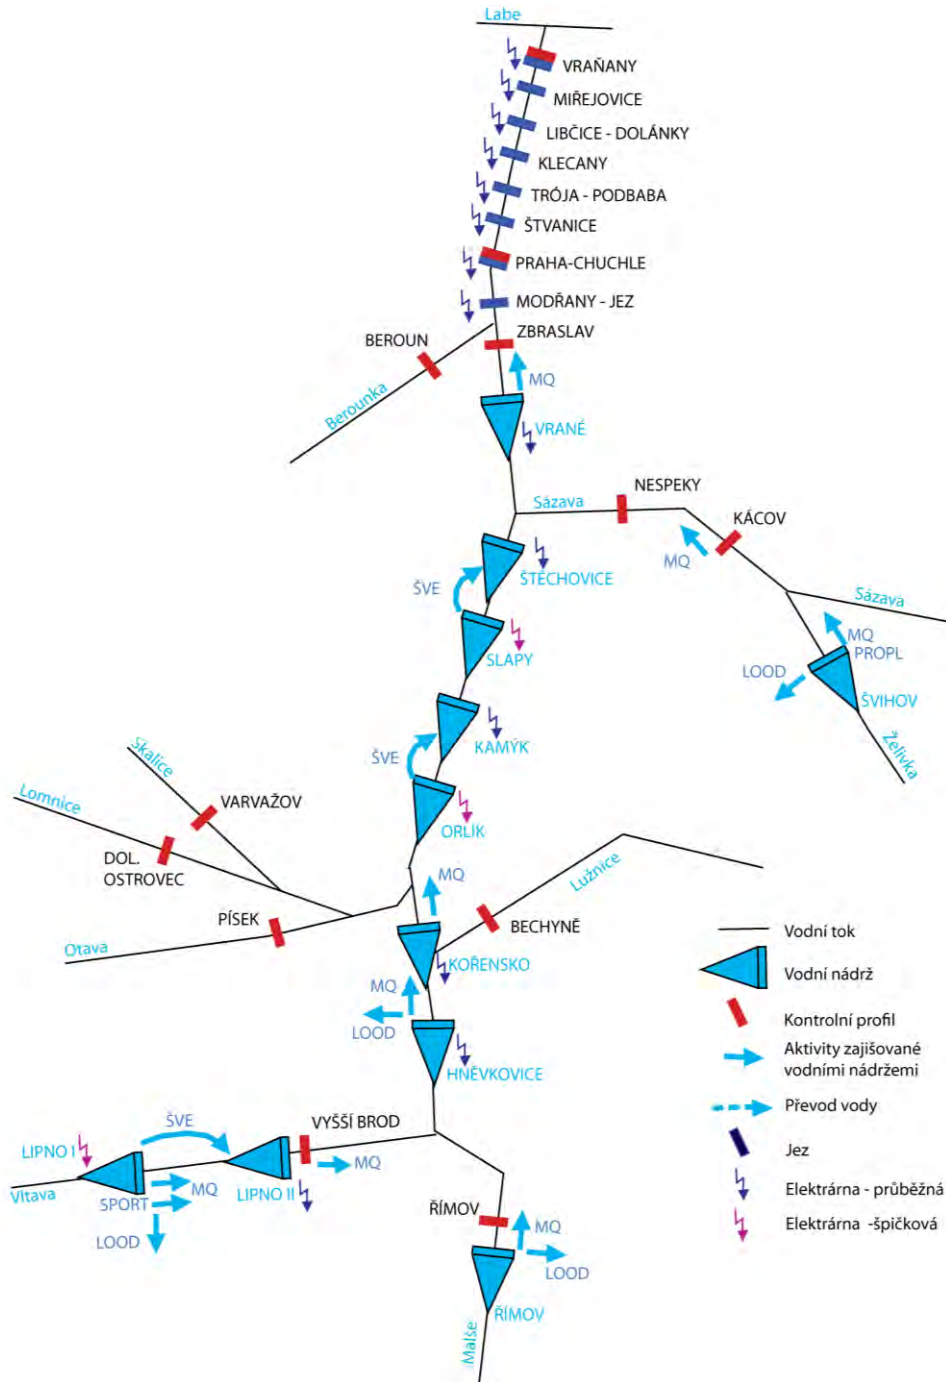 Labe
VRAŇANY
MIŘEJOVICE
LIBČICE - DOLÁNKY
KLECANY
TRÓJA - PODBABA
ŠTVANICE
PRAHA-CHUCHLE
MODŘANY - JEZ
ZBRASLAV
BEROUN
MQ
Berounka
VRANÉ
NESPEKY
Sázava
KÁCOV
MQ
ŠTĚCHOVICE
ŠVE
Sázava
MQ
PROPL
SLAPY
LOOD
ŠVIHOV
KAMÝK
Želivka
ŠVE
Skalice
Lomnice
VARVAŽOV
ORLÍK
DOL.
OSTROVEC
MQ
Lužnice
PÍSEK
BECHYNĚ
Otava
KOŘENSKO
MQ
LOOD
HNĚVKOVICE
Vodní tok
Vodní nádrž
Kontrolní profil
Aktivity zajišované
vodními nádržemi
Převod vody
Jez
Elektrárna - průběžná
Elektrárna -špičková
ŠVE
VYŠŠÍ BROD
LIPNO I
MQ
Vltava
SPORT
MQ
LIPNO II
LOOD
ŘÍMOV
MQ
LOOD
ŘÍMOV
Malše